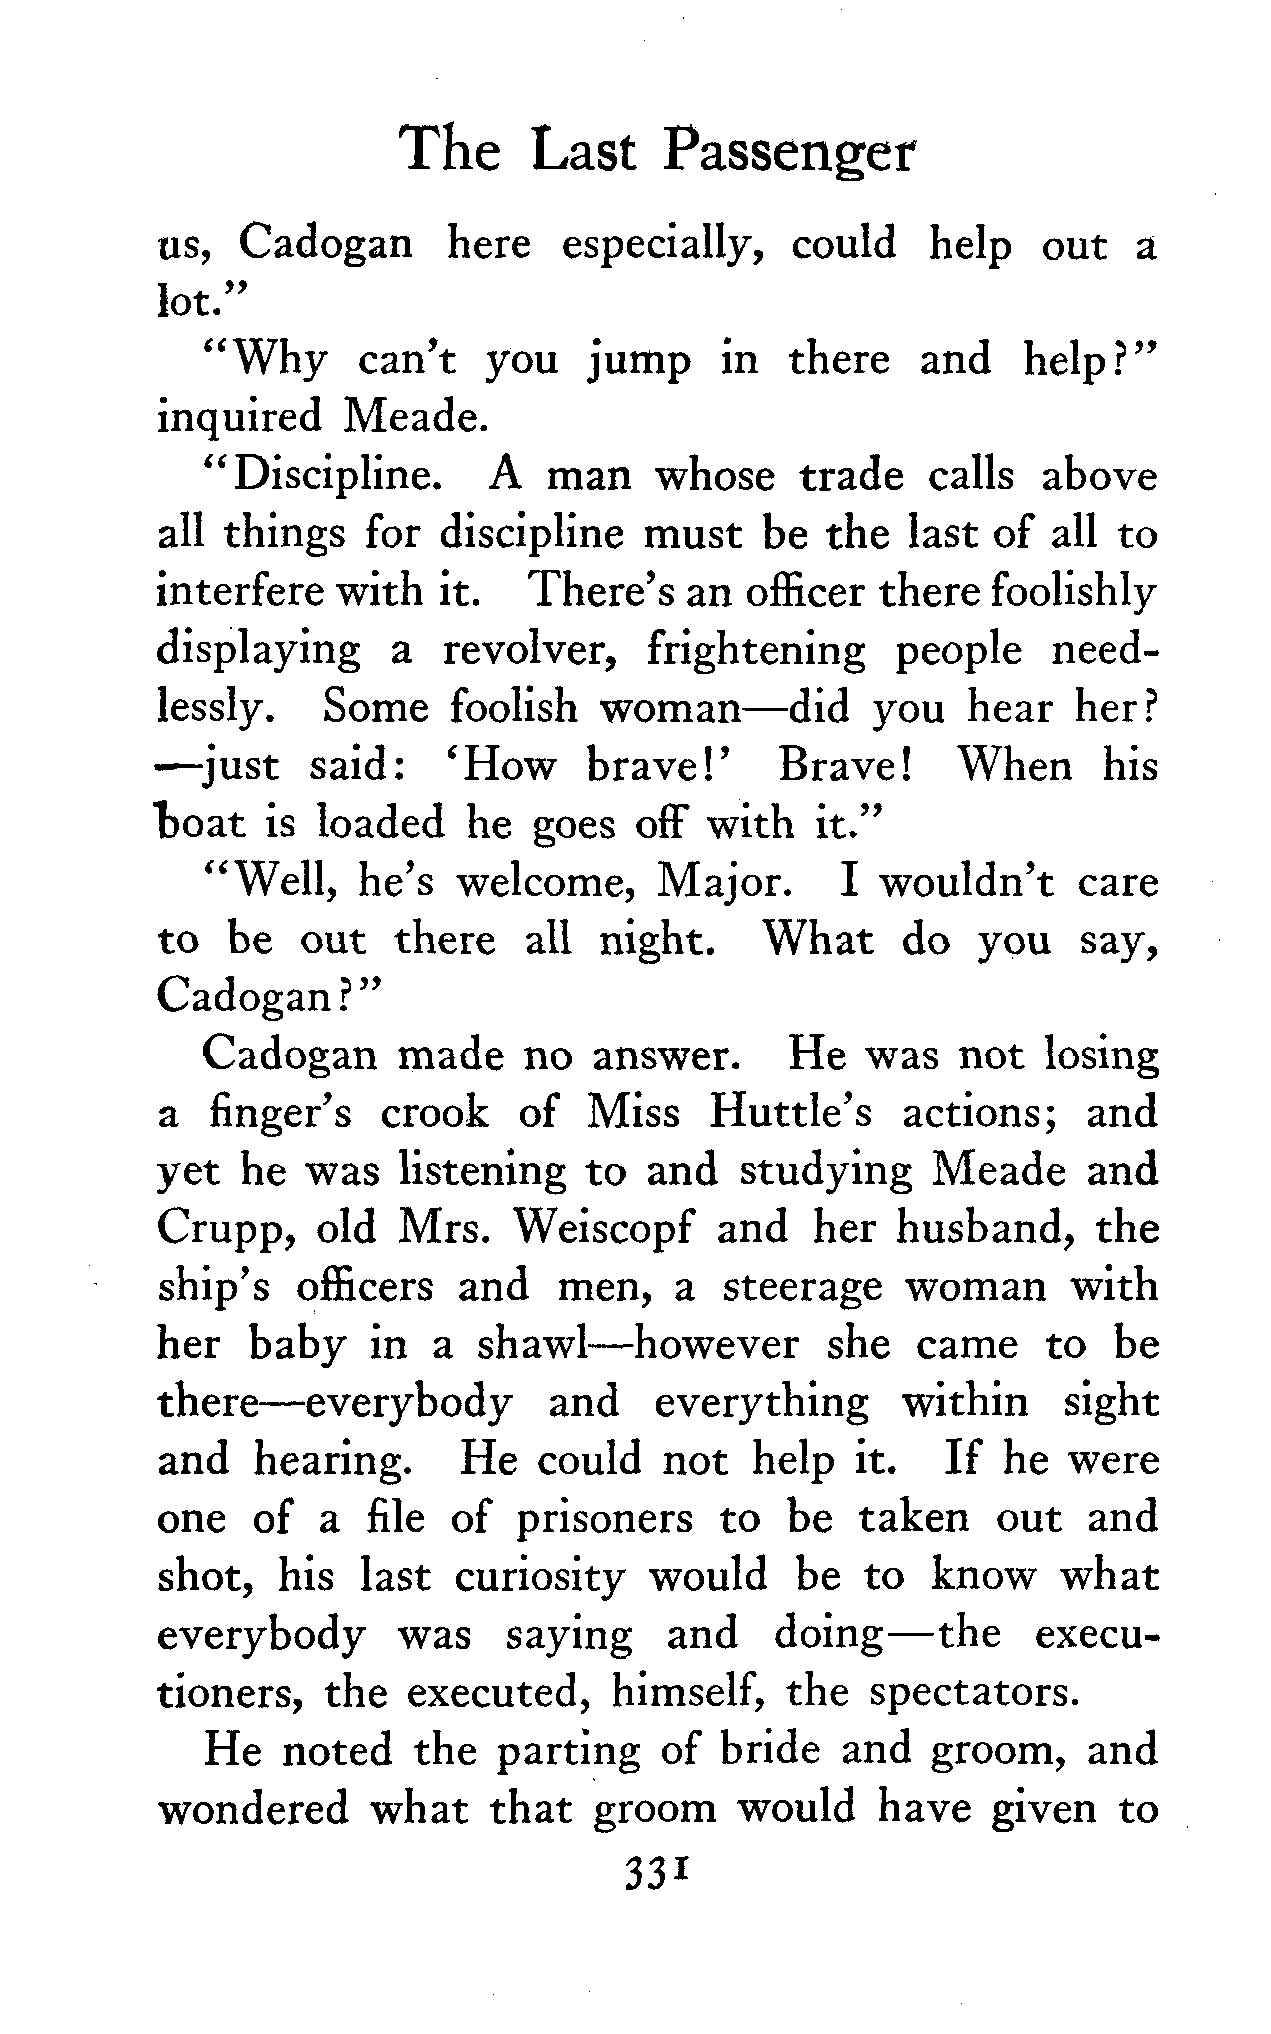 The Last Passenger
us, Cadogan here especially, could help out a
lot."
"Why can't you jump in there and help?"
inquired Meade.
"Discipline. A man whose trade calls above
all things for discipline must be the last of all to
interfere with it. There's an officer there foolishly
displaying a revolver, frightening people need-
lessly. Some foolish woman—did you hear her?
—just said: 'How brave!' Brave! When his
boat is loaded he goes off with it."
"Well, he's welcome, Major. I wouldn't care
to be out there all night. What do you say,
Cadogan?"
Cadogan made no answer. He was not losing
a finger's crook of Miss Huttle's actions; and
yet he was listening to and studying Meade and
Crupp, old Mrs. Weiscopf and her husband, the
ship's officers and men, a steerage woman with
her baby in a shawl—however she came to be
there—everybody and everything within sight
and hearing. He could not help it. If he were
one of a file of prisoners to be taken out and
shot, his last curiosity would be to know what
everybody was saying and doing—the execu-
tioners, the executed, himself, the spectators.
He noted the parting of bride and groom, and
wondered what that groom would have given to
331